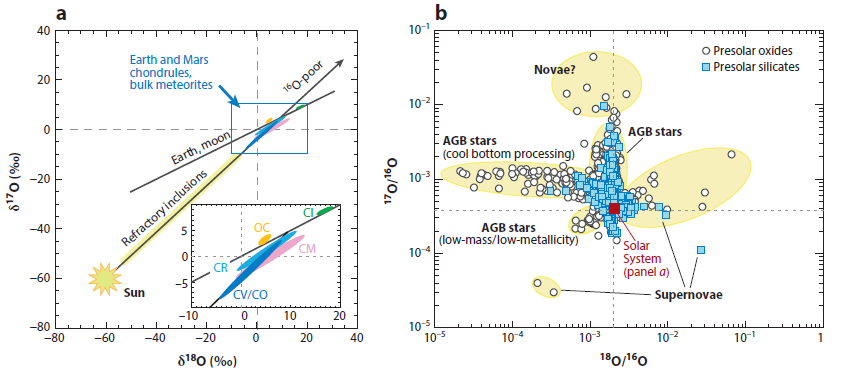 a
40
20
0
−20
−40
−60
−80
δ17O (‰)
−80
−60
−40
−20
0
20
40
δ18O (‰)
Earth and Mars
chondrules,
bulk meteorites
16O-poor
Earth, moon
Refractory inclusions
Sun
5
0
−5
−10
0
10
20
OC
CI
CR
CM
CV/CO
b
10−1
10−2
10−3
10−4
10−5
17O/16O
10−5
10−4
10−3
10−2
10−1
1
18O/16O
Presolar oxides
Presolar silicates
Novae?
AGB stars
(cool bottom processing)
AGB stars
AGB stars
(low-mass/low-metallicity)
Solar
System
(panel a)
Supernovae